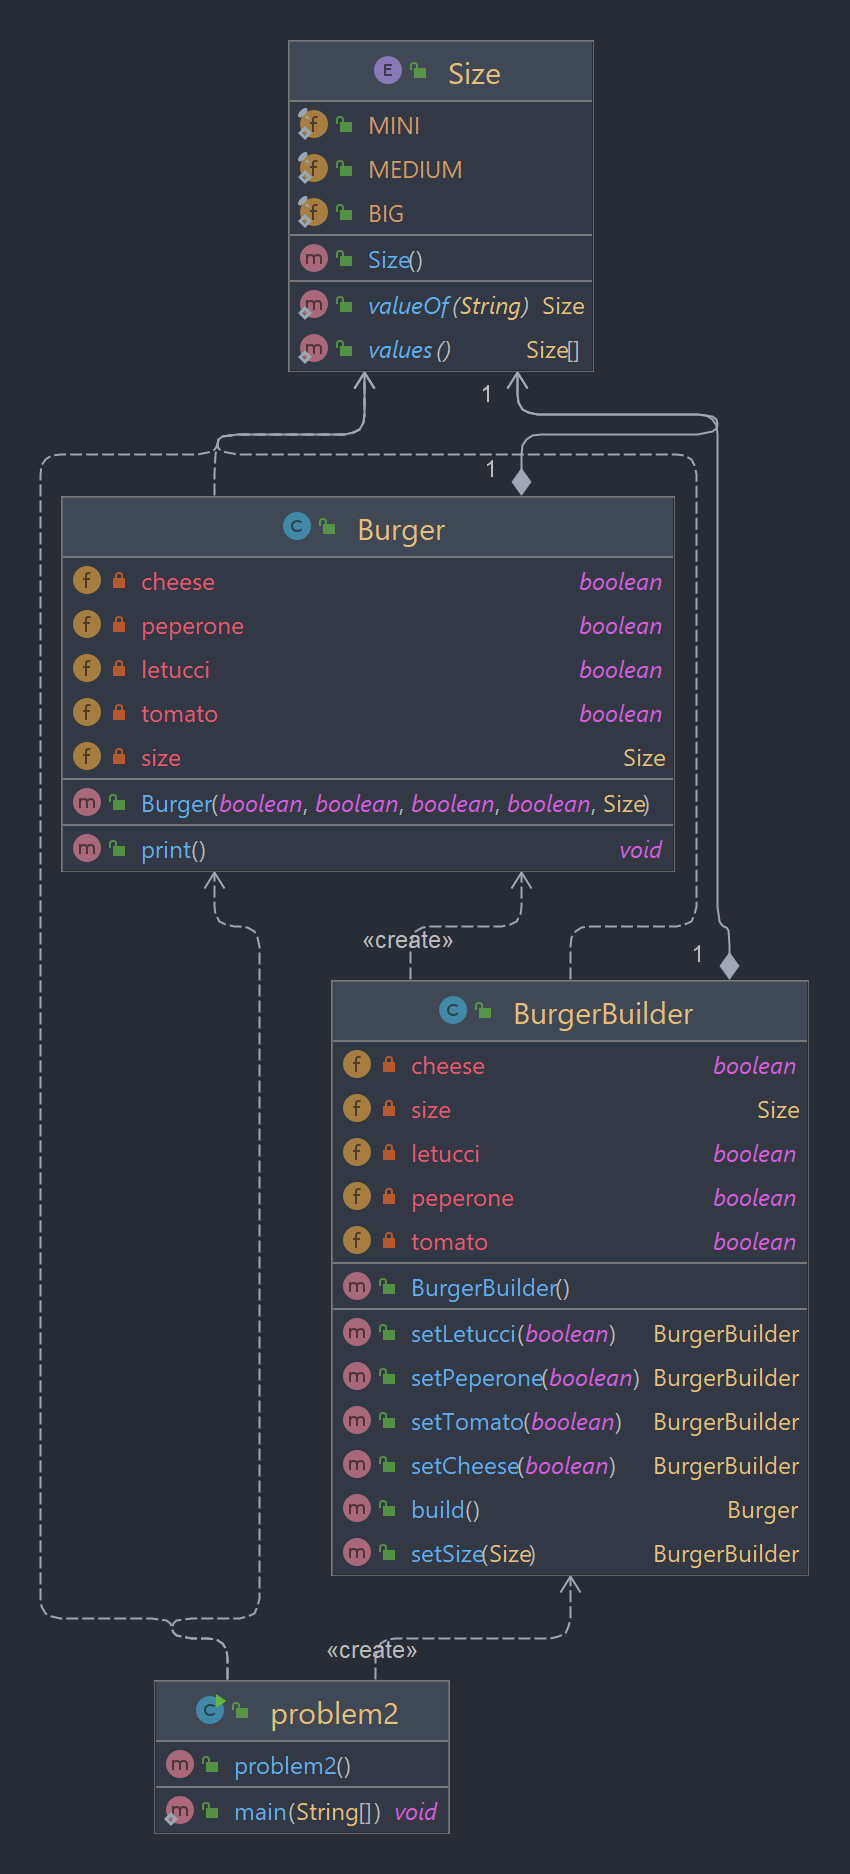 E Size
f MINI
f MEDIUM
f BIG
m Size()
m valueOf(String) Size
m values() Size[]
1
1
C Burger
f cheese boolean
f peperone boolean
f letucci boolean
f tomato boolean
f size Size
m Burger(boolean, boolean, boolean, boolean, Size)
m print() void
«create»
1
C BurgerBuilder
f cheese boolean
f size Size
f letucci boolean
f peperone boolean
f tomato boolean
m BurgerBuilder()
m setLetucci(boolean) BurgerBuilder
m setPeperone(boolean) BurgerBuilder
m setTomato(boolean) BurgerBuilder
m setCheese(boolean) BurgerBuilder
m build() Burger
m setSize(Size) BurgerBuilder
«create»
C problem2
m problem2()
m main(String[]) void